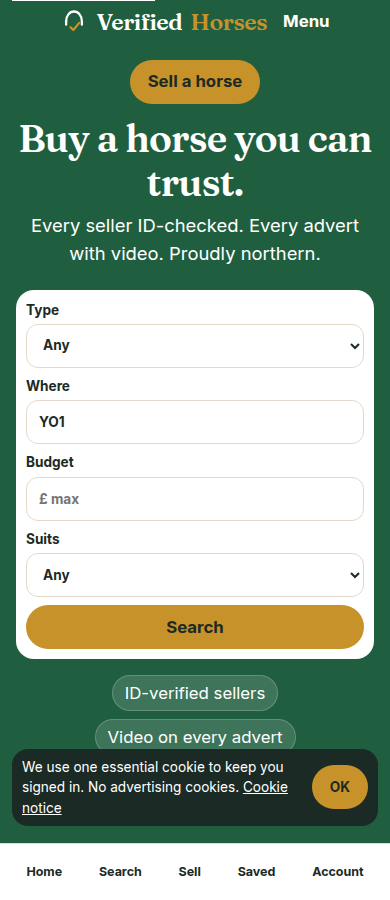 Verified Horses Menu
Sell a horse
Buy a horse you can
trust.
Every seller ID-checked. Every advert
with video. Proudly northern.
Type
Any
Where
YO1
Budget
£ max
Suits
Any
Search
ID-verified sellers
Video on every advert
We use one essential cookie to keep you
signed in. No advertising cookies. Cookie
notice
OK
Home Search Sell Saved Account